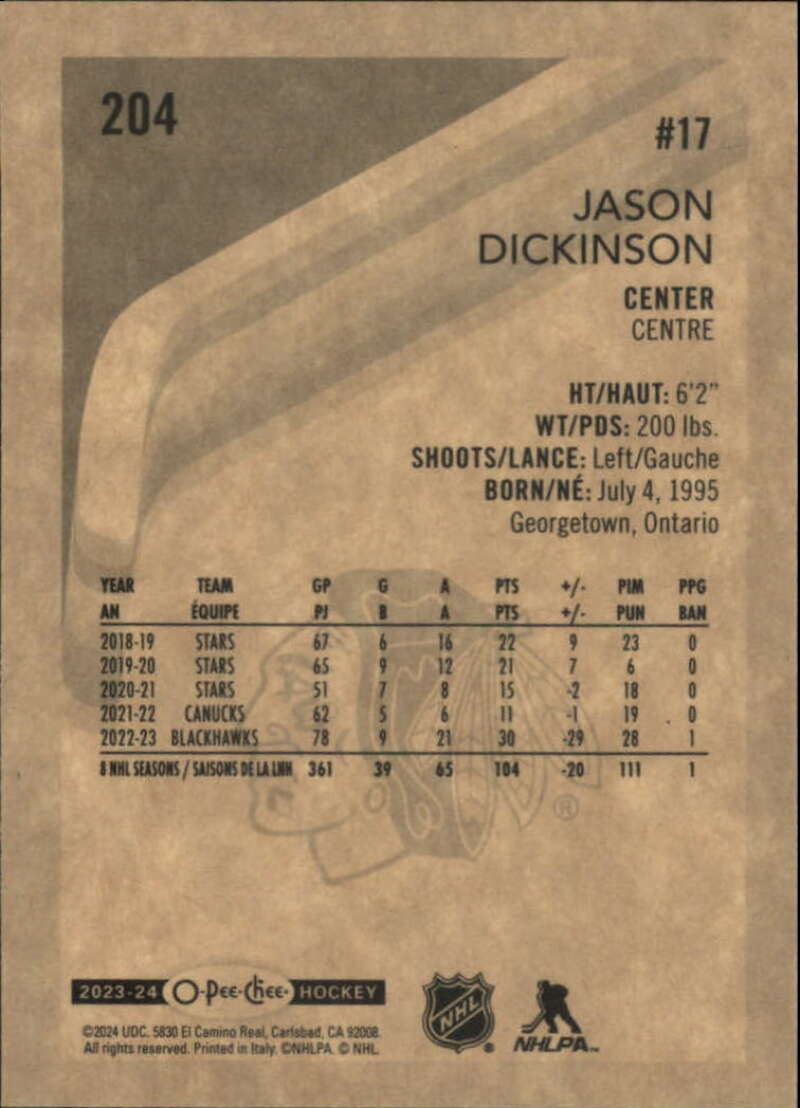 204
#17
JASON
DICKINSON
CENTER
CENTRE
HT/HAUT: 6'2"
WT/PDS: 200 lbs.
SHOOTS/LANCE: Left/Gauche
BORN/NÉ: July 4, 1995
Georgetown, Ontario
YEAR TEAM GP G A PTS +/- PIM PPG
AN ÉQUIPE PJ B A PTS +/- PUN BAN
2018-19 STARS 67 6 16 22 9 23 0
2019-20 STARS 65 9 12 21 7 6 0
2020-21 STARS 51 7 8 15 -2 18 0
2021-22 CANUCKS 62 5 6 11 -1 19 0
2022-23 BLACKHAWKS 78 9 21 30 -29 28 1
8 NHL SEASONS / SAISONS DE LA LNH 361 39 65 104 -20 111 1
®
2023-24 O-Pee-Chee- HOCKEY
©2024 UDC. 5830 El Camino Real, Carlsbad, CA 92008.
All rights reserved. Printed in Italy. ©NHLPA. © NHL.
NHL
NHLPA™